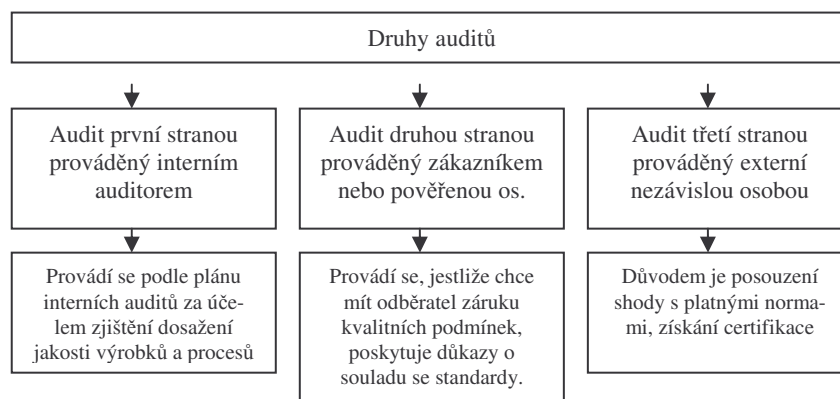 Druhy auditů
Audit první stranou
prováděný interním
auditorem
Audit druhou stranou
prováděný zákazníkem
nebo pověřenou os.
Audit třetí stranou
prováděný externí
nezávislou osobou
Provádí se podle plánu
interních auditů za úče-
lem zjištění dosažení
jakosti výrobků a procesů
Provádí se, jestliže chce
mít odběratel záruku
kvalitních podmínek,
poskytuje důkazy o
souladu se standardy.
Důvodem je posouzení
shody s platnými norma-
mi, získání certifikace